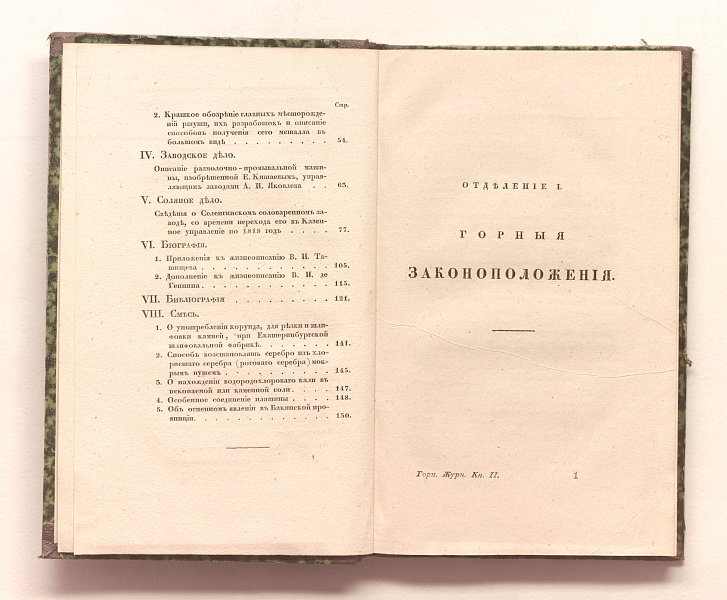 Стр.
2. Краткое обозрѣніе главныхъ мѣсторожде-
ній ртути, ихъ разработокъ и описаніе
способовъ полученія сего металла въ
большомъ видѣ . . . . . . . . . 54.
IV. Заводское дѣло.
Описаніе размолочно-промывальной маши-
ны, изобрѣтенной Е. Китаевымъ, управ-
ляющимъ заводами А. И. Яковлева . . 63.
V. Соляное дѣло.
Свѣдѣнія о Селенгинскомъ соловаренномъ за-
водѣ, со времени перехода его въ Казен-
ное управленіе по 1818 годъ . . . . 77.
VI. Біографія.
1. Приложенія къ жизнеописанію В. Н. Та-
тищева . . . . . . . . . . . . 105.
2. Дополненіе къ жизнеописанію В. И. де
Геннина . . . . . . . . . . . . 115.
VII. Библіографія . . . . . . . . . 121.
VIII. Смѣсь.
1. О употребленіи корунда, для рѣзки и шли-
фовки камней, при Екатеринбургской
шлифовальной фабрикѣ . . . . . . 141.
2. Способъ возстановлять серебро изъ хло-
ристаго серебра (роговаго серебра) мок-
рымъ путемъ . . . . . . . . . . 145.
3. О нахожденіи водородохлороваго кали въ
ископаемой или каменной соли . . . . 147.
4. Особенное соединеніе платины . . . . 148.
5. Объ огненномъ явленіи въ Бакинской про-
винціи . . . . . . . . . . . . 150.
ОТДѢЛЕНІЕ I.
ГОРНЫЯ
ЗАКОНОПОЛОЖЕНІЯ.
Горн. Журн. Кн. II. 1